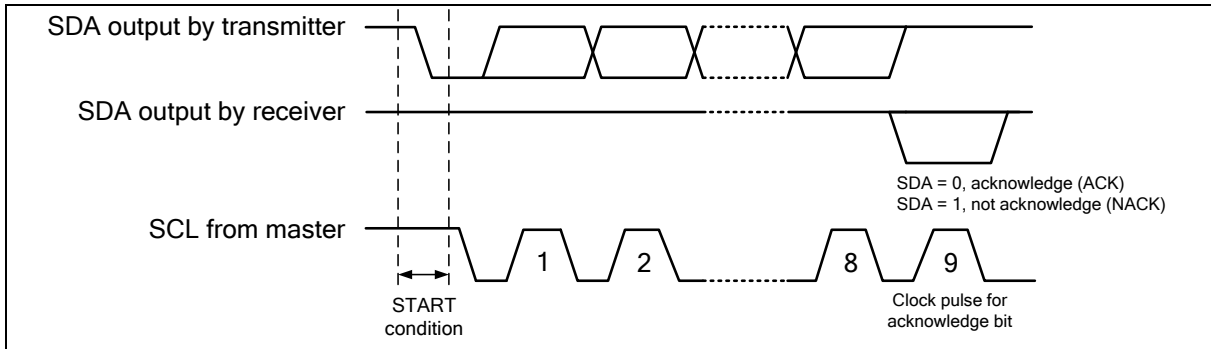 SDA output by transmitter
SDA output by receiver
SDA = 0, acknowledge (ACK)
SDA = 1, not acknowledge (NACK)
SCL from master
1
2
8
9
START
condition
Clock pulse for
acknowledge bit